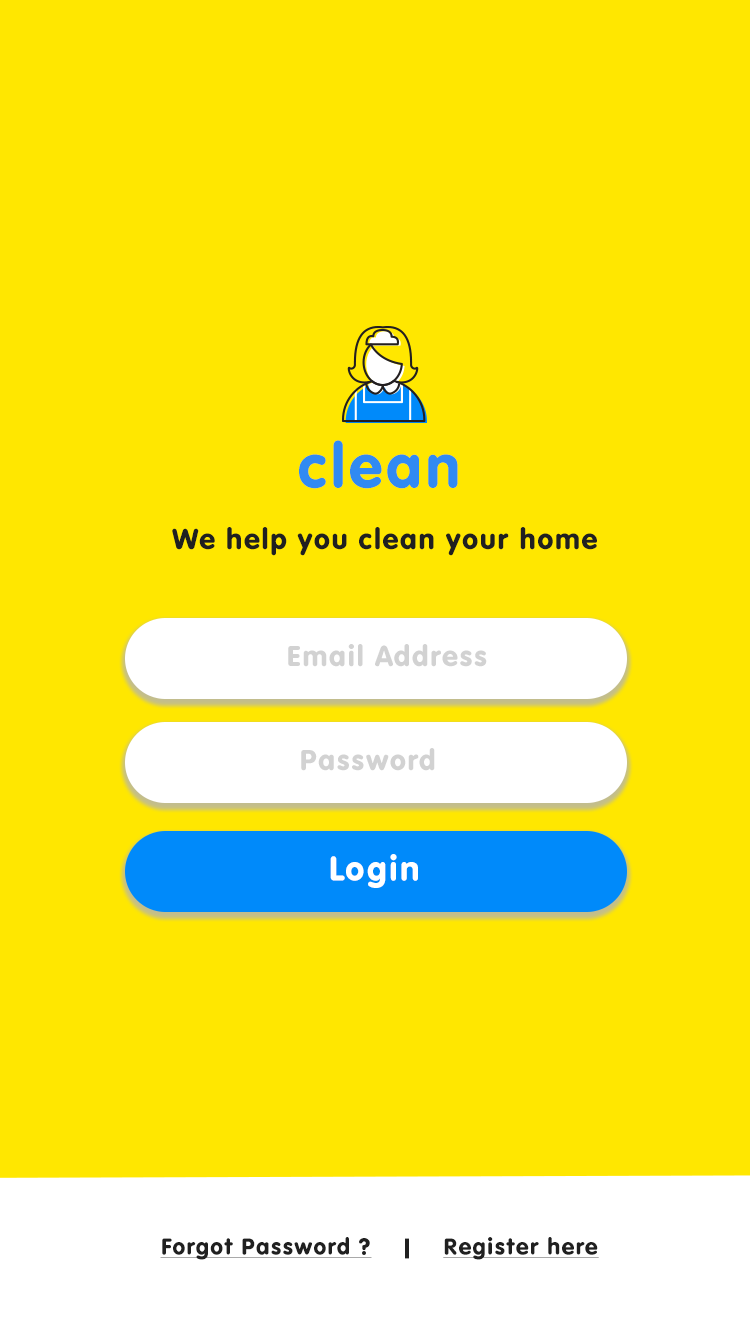 clean
We help you clean your home
Email Address
Password
Login
Forgot Password ? | Register here